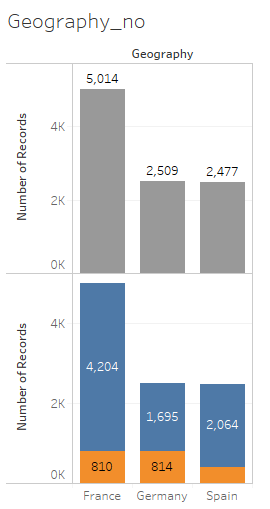 Geography_no
Geography
Number of Records
5,014
4K
2,509
2,477
2K
0K
Number of Records
4K
4,204
1,695
2,064
2K
810
814
0K
France Germany Spain